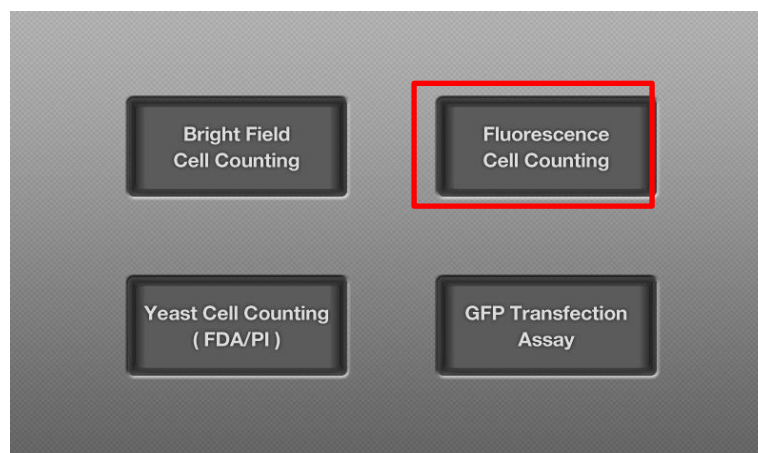 Bright Field
Cell Counting
Fluorescence
Cell Counting
Yeast Cell Counting
( FDA/PI )
GFP Transfection
Assay